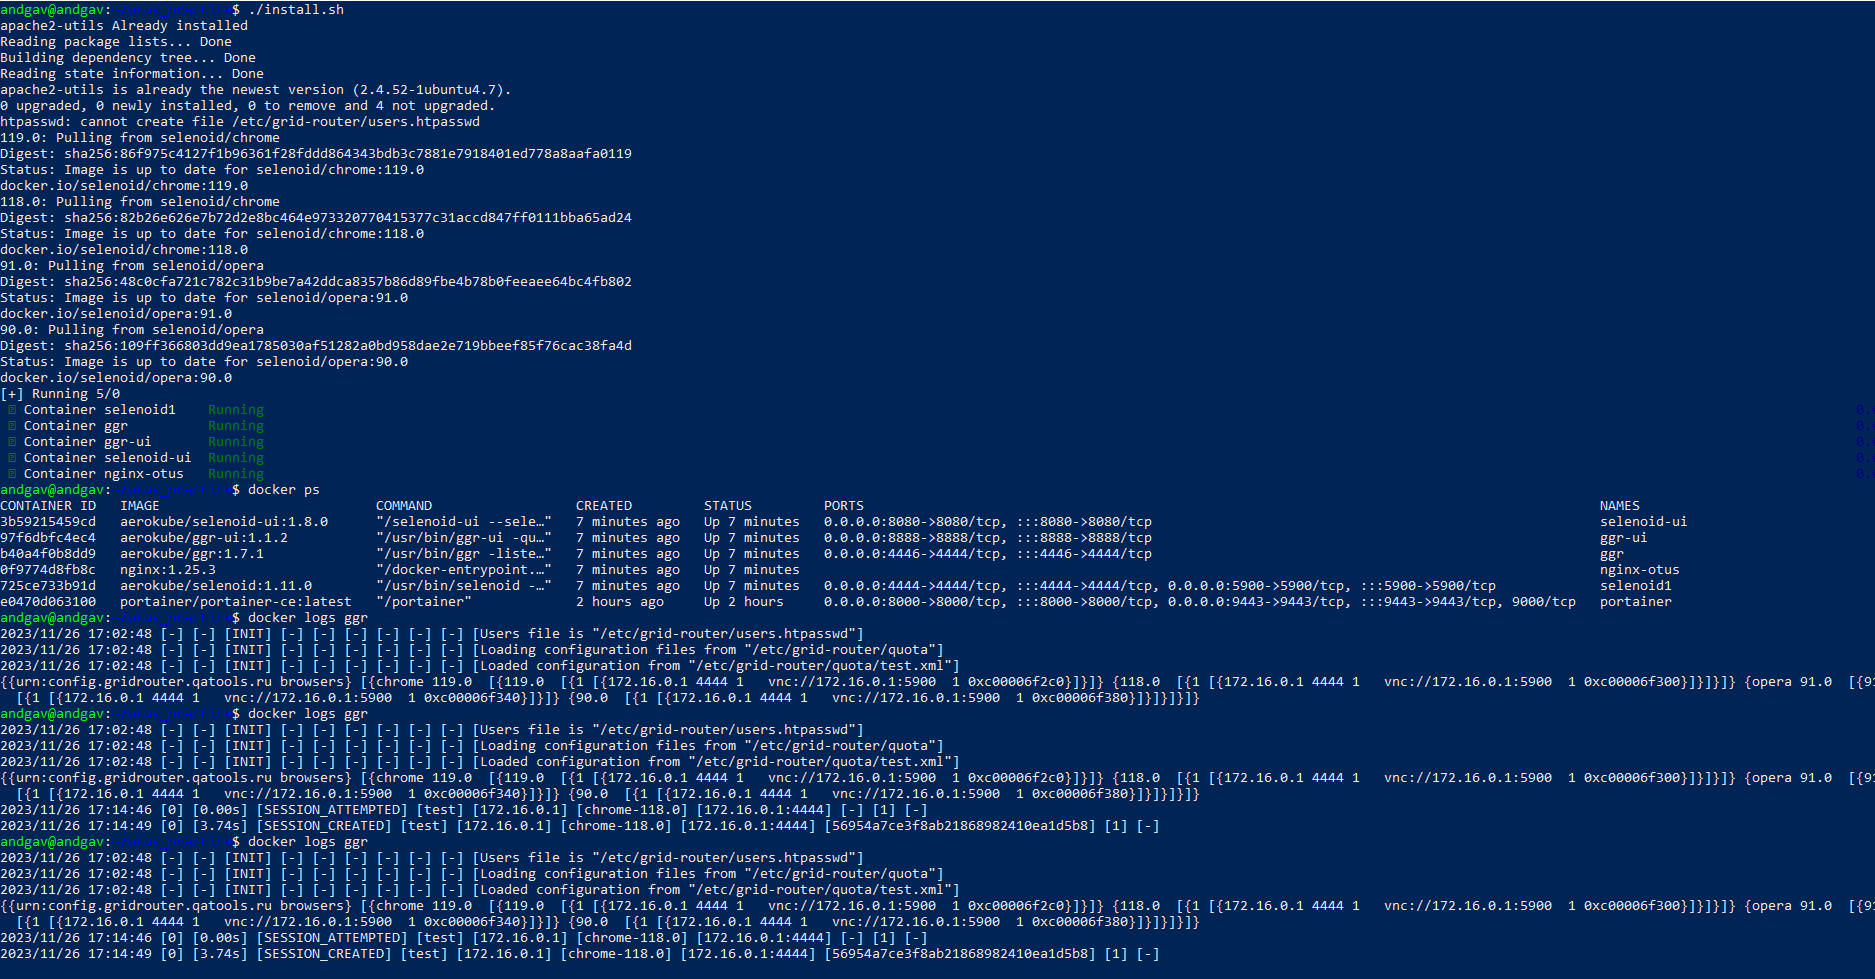 andgav@andgav: $ ./install.sh
apache2-utils Already installed
Reading package lists... Done
Building dependency tree... Done
Reading state information... Done
apache2-utils is already the newest version (2.4.52-1ubuntu4.7).
0 upgraded, 0 newly installed, 0 to remove and 4 not upgraded.
htpasswd: cannot create file /etc/grid-router/users.htpasswd
119.0: Pulling from selenoid/chrome
Digest: sha256:86f975c4127f1b96361f28fddd864343bdb3c7881e7918401ed778a8aafa0119
Status: Image is up to date for selenoid/chrome:119.0
docker.io/selenoid/chrome:119.0
118.0: Pulling from selenoid/chrome
Digest: sha256:82b26e626e7b72d2e8bc464e973320770415377c31accd847ff0111bba65ad24
Status: Image is up to date for selenoid/chrome:118.0
docker.io/selenoid/chrome:118.0
91.0: Pulling from selenoid/opera
Digest: sha256:48c0cfa721c782c31b9be7a42ddca8357b86d89fbe4b78b0feeaee64bc4fb802
Status: Image is up to date for selenoid/opera:91.0
docker.io/selenoid/opera:91.0
90.0: Pulling from selenoid/opera
Digest: sha256:109ff366803dd9ea1785030af51282a0bd958dae2e719bbeef85f76cac38fa4d
Status: Image is up to date for selenoid/opera:90.0
docker.io/selenoid/opera:90.0
[+] Running 5/0
Container selenoid1 Running
Container ggr Running
Container ggr-ui Running
Container selenoid-ui Running
Container nginx-otus Running
andgav@andgav: $ docker ps
CONTAINER ID IMAGE COMMAND CREATED STATUS PORTS NAMES
3b59215459cd aerokube/selenoid-ui:1.8.0 "/selenoid-ui --sele…" 7 minutes ago Up 7 minutes 0.0.0.0:8080->8080/tcp, :::8080->8080/tcp selenoid-ui
97f6dbfc4ec4 aerokube/ggr-ui:1.1.2 "/usr/bin/ggr-ui -qu…" 7 minutes ago Up 7 minutes 0.0.0.0:8888->8888/tcp, :::8888->8888/tcp ggr-ui
b40a4f0b8dd9 aerokube/ggr:1.7.1 "/usr/bin/ggr -liste…" 7 minutes ago Up 7 minutes 0.0.0.0:4446->4444/tcp, :::4446->4444/tcp ggr
0f9774d8fb8c nginx:1.25.3 "/docker-entrypoint.…" 7 minutes ago Up 7 minutes nginx-otus
725ce733b91d aerokube/selenoid:1.11.0 "/usr/bin/selenoid -…" 7 minutes ago Up 7 minutes 0.0.0.0:4444->4444/tcp, :::4444->4444/tcp, 0.0.0.0:5900->5900/tcp, :::5900->5900/tcp selenoid1
e0470d063100 portainer/portainer-ce:latest "/portainer" 2 hours ago Up 2 hours 0.0.0.0:8000->8000/tcp, :::8000->8000/tcp, 0.0.0.0:9443->9443/tcp, :::9443->9443/tcp, 9000/tcp portainer
andgav@andgav: $ docker logs ggr
2023/11/26 17:02:48 [-] [-] [INIT] [-] [-] [-] [-] [-] [-] [Users file is "/etc/grid-router/users.htpasswd"]
2023/11/26 17:02:48 [-] [-] [INIT] [-] [-] [-] [-] [-] [-] [Loading configuration files from "/etc/grid-router/quota"]
2023/11/26 17:02:48 [-] [-] [INIT] [-] [-] [-] [-] [-] [-] [Loaded configuration from "/etc/grid-router/quota/test.xml"]
{{urn:config.gridrouter.qatools.ru browsers} [{chrome 119.0 [{119.0 [{1 [{172.16.0.1 4444 1 vnc://172.16.0.1:5900 1 0xc00006f2c0}]}]} {118.0 [{1 [{172.16.0.1 4444 1 vnc://172.16.0.1:5900 1 0xc00006f300}]}]}]} {opera 91.0 [{91
[{1 [{172.16.0.1 4444 1 vnc://172.16.0.1:5900 1 0xc00006f340}]}]} {90.0 [{1 [{172.16.0.1 4444 1 vnc://172.16.0.1:5900 1 0xc00006f380}]}]}]}]}
andgav@andgav: $ docker logs ggr
2023/11/26 17:02:48 [-] [-] [INIT] [-] [-] [-] [-] [-] [-] [Users file is "/etc/grid-router/users.htpasswd"]
2023/11/26 17:02:48 [-] [-] [INIT] [-] [-] [-] [-] [-] [-] [Loading configuration files from "/etc/grid-router/quota"]
2023/11/26 17:02:48 [-] [-] [INIT] [-] [-] [-] [-] [-] [-] [Loaded configuration from "/etc/grid-router/quota/test.xml"]
{{urn:config.gridrouter.qatools.ru browsers} [{chrome 119.0 [{119.0 [{1 [{172.16.0.1 4444 1 vnc://172.16.0.1:5900 1 0xc00006f2c0}]}]} {118.0 [{1 [{172.16.0.1 4444 1 vnc://172.16.0.1:5900 1 0xc00006f300}]}]}]} {opera 91.0 [{91
[{1 [{172.16.0.1 4444 1 vnc://172.16.0.1:5900 1 0xc00006f340}]}]} {90.0 [{1 [{172.16.0.1 4444 1 vnc://172.16.0.1:5900 1 0xc00006f380}]}]}]}]}
2023/11/26 17:14:46 [0] [0.00s] [SESSION_ATTEMPTED] [test] [172.16.0.1] [chrome-118.0] [172.16.0.1:4444] [-] [1] [-]
2023/11/26 17:14:49 [0] [3.74s] [SESSION_CREATED] [test] [172.16.0.1] [chrome-118.0] [172.16.0.1:4444] [56954a7ce3f8ab21868982410ea1d5b8] [1] [-]
andgav@andgav: $ docker logs ggr
2023/11/26 17:02:48 [-] [-] [INIT] [-] [-] [-] [-] [-] [-] [Users file is "/etc/grid-router/users.htpasswd"]
2023/11/26 17:02:48 [-] [-] [INIT] [-] [-] [-] [-] [-] [-] [Loading configuration files from "/etc/grid-router/quota"]
2023/11/26 17:02:48 [-] [-] [INIT] [-] [-] [-] [-] [-] [-] [Loaded configuration from "/etc/grid-router/quota/test.xml"]
{{urn:config.gridrouter.qatools.ru browsers} [{chrome 119.0 [{119.0 [{1 [{172.16.0.1 4444 1 vnc://172.16.0.1:5900 1 0xc00006f2c0}]}]} {118.0 [{1 [{172.16.0.1 4444 1 vnc://172.16.0.1:5900 1 0xc00006f300}]}]}]} {opera 91.0 [{91
[{1 [{172.16.0.1 4444 1 vnc://172.16.0.1:5900 1 0xc00006f340}]}]} {90.0 [{1 [{172.16.0.1 4444 1 vnc://172.16.0.1:5900 1 0xc00006f380}]}]}]}]}
2023/11/26 17:14:46 [0] [0.00s] [SESSION_ATTEMPTED] [test] [172.16.0.1] [chrome-118.0] [172.16.0.1:4444] [-] [1] [-]
2023/11/26 17:14:49 [0] [3.74s] [SESSION_CREATED] [test] [172.16.0.1] [chrome-118.0] [172.16.0.1:4444] [56954a7ce3f8ab21868982410ea1d5b8] [1] [-]